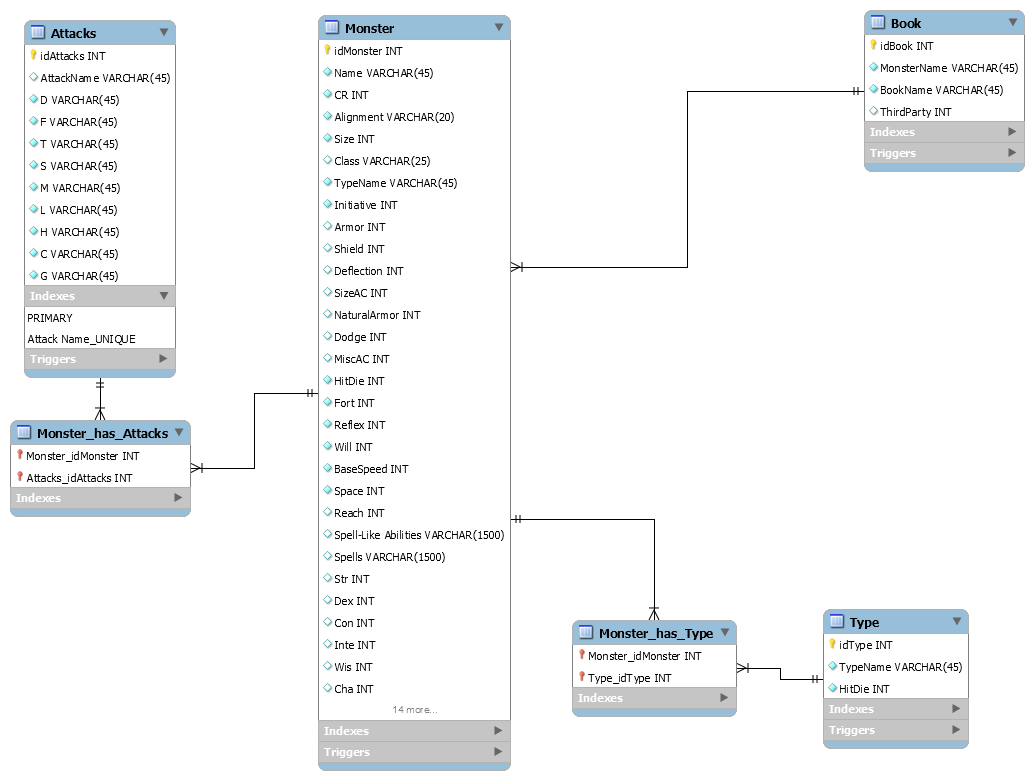 Attacks
idAttacks INT
AttackName VARCHAR(45)
D VARCHAR(45)
F VARCHAR(45)
T VARCHAR(45)
S VARCHAR(45)
M VARCHAR(45)
L VARCHAR(45)
H VARCHAR(45)
C VARCHAR(45)
G VARCHAR(45)
Indexes
PRIMARY
Attack Name_UNIQUE
Triggers
Monster_has_Attacks
Monster_idMonster INT
Attacks_idAttacks INT
Indexes
Monster
idMonster INT
Name VARCHAR(45)
CR INT
Alignment VARCHAR(20)
Size INT
Class VARCHAR(25)
TypeName VARCHAR(45)
Initiative INT
Armor INT
Shield INT
Deflection INT
SizeAC INT
NaturalArmor INT
Dodge INT
MiscAC INT
HitDie INT
Fort INT
Reflex INT
Will INT
BaseSpeed INT
Space INT
Reach INT
Spell-Like Abilities VARCHAR(1500)
Spells VARCHAR(1500)
Str INT
Dex INT
Con INT
Inte INT
Wis INT
Cha INT
14 more...
Indexes
Triggers
Book
idBook INT
MonsterName VARCHAR(45)
BookName VARCHAR(45)
ThirdParty INT
Indexes
Triggers
Monster_has_Type
Monster_idMonster INT
Type_idType INT
Indexes
Type
idType INT
TypeName VARCHAR(45)
HitDie INT
Indexes
Triggers